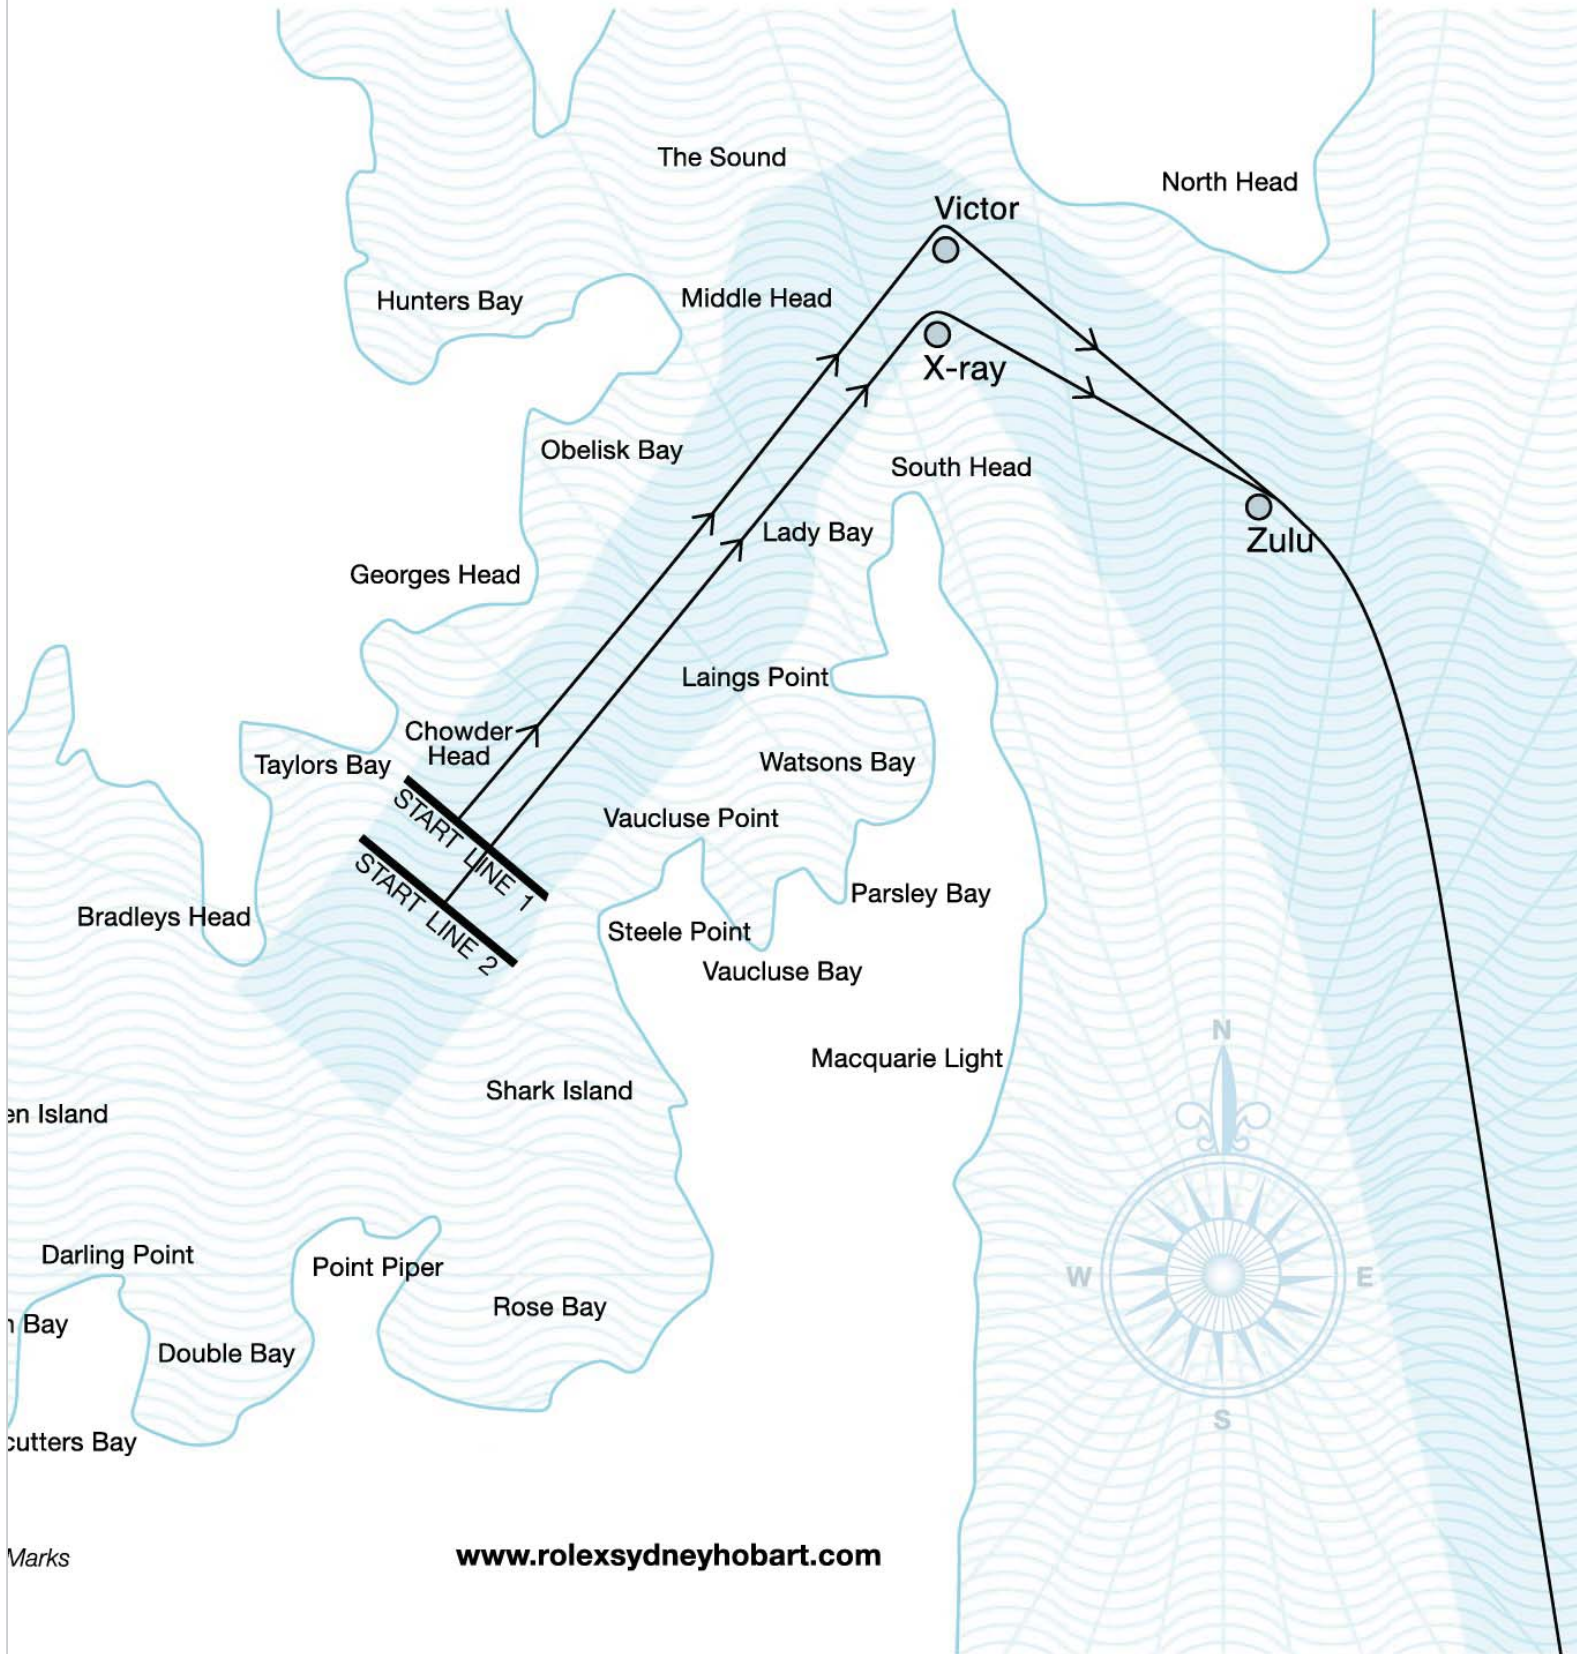 The Sound
North Head
Victor
Hunters Bay
Middle Head
X-ray
Obelisk Bay
South Head
Lady Bay
Zulu
Georges Head
Laings Point
Chowder
Head
Taylors Bay
Watsons Bay
START LINE 1
Vaucluse Point
START LINE 2
Parsley Bay
Bradleys Head
Steele Point
Vaucluse Bay
N
Macquarie Light
Shark Island
en Island
Darling Point
Point Piper
W
E
Rose Bay
Bay
Double Bay
S
cutters Bay
www.rolexsydneyhobart.com
Marks